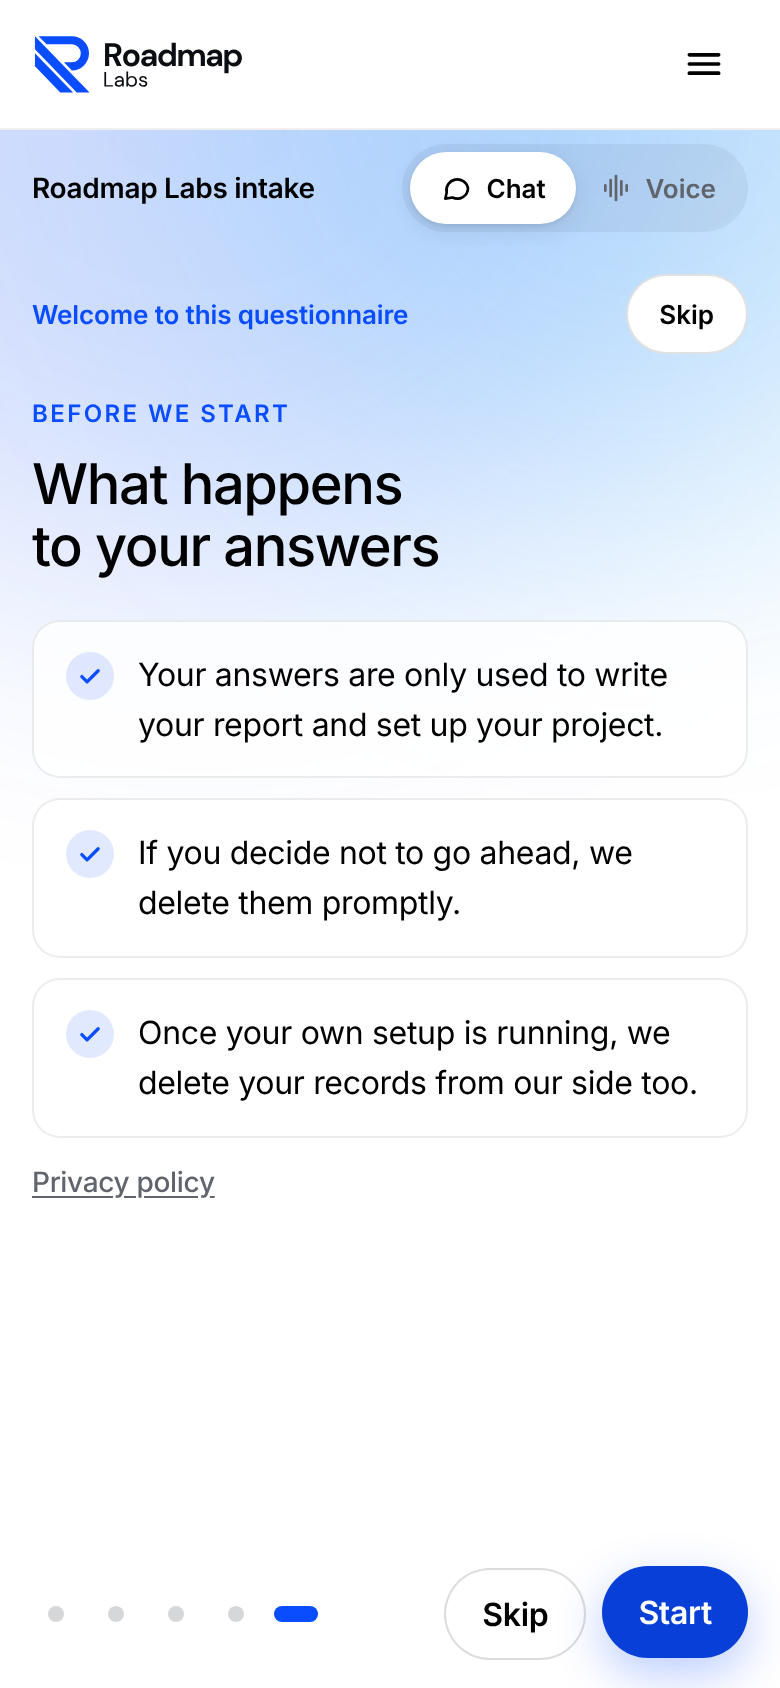 Roadmap
Labs
Roadmap Labs intake
Chat
Voice
Welcome to this questionnaire
Skip
BEFORE WE START
What happens
to your answers
Your answers are only used to write
your report and set up your project.
If you decide not to go ahead, we
delete them promptly.
Once your own setup is running, we
delete your records from our side too.
Privacy policy
Skip
Start